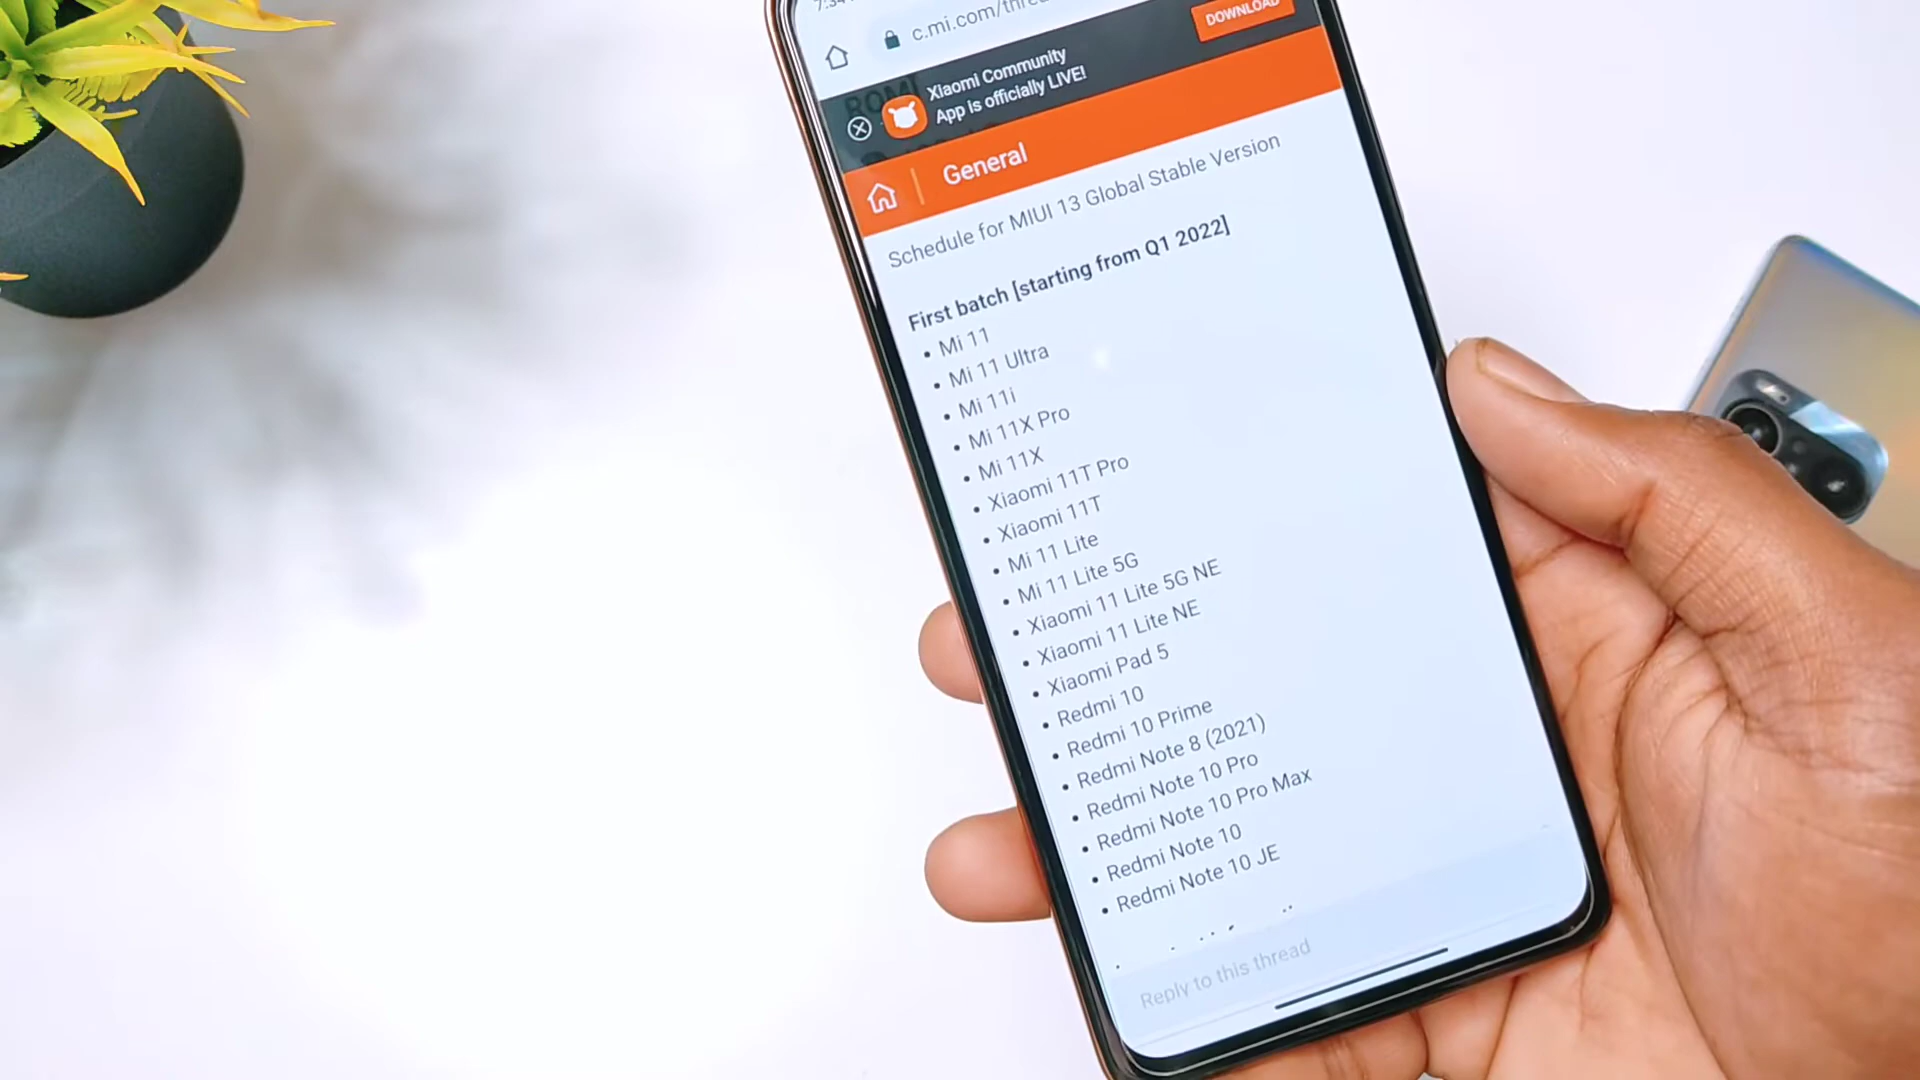 7:34
c.mi.com/thre
Xiaomi Community
App is officially LIVE!
DOWNLOAD
General
Schedule for MIUI 13 Global Stable Version
First batch [starting from Q1 2022]
• Mi 11
• Mi 11 Ultra
• Mi 11i
• Mi 11X Pro
• Mi 11X
• Xiaomi 11T Pro
• Xiaomi 11T
• Mi 11 Lite
• Mi 11 Lite 5G
• Xiaomi 11 Lite 5G NE
• Xiaomi 11 Lite NE
• Xiaomi Pad 5
• Redmi 10
• Redmi 10 Prime
• Redmi Note 8 (2021)
• Redmi Note 10 Pro
• Redmi Note 10 Pro Max
• Redmi Note 10
• Redmi Note 10 JE
Reply to this thread